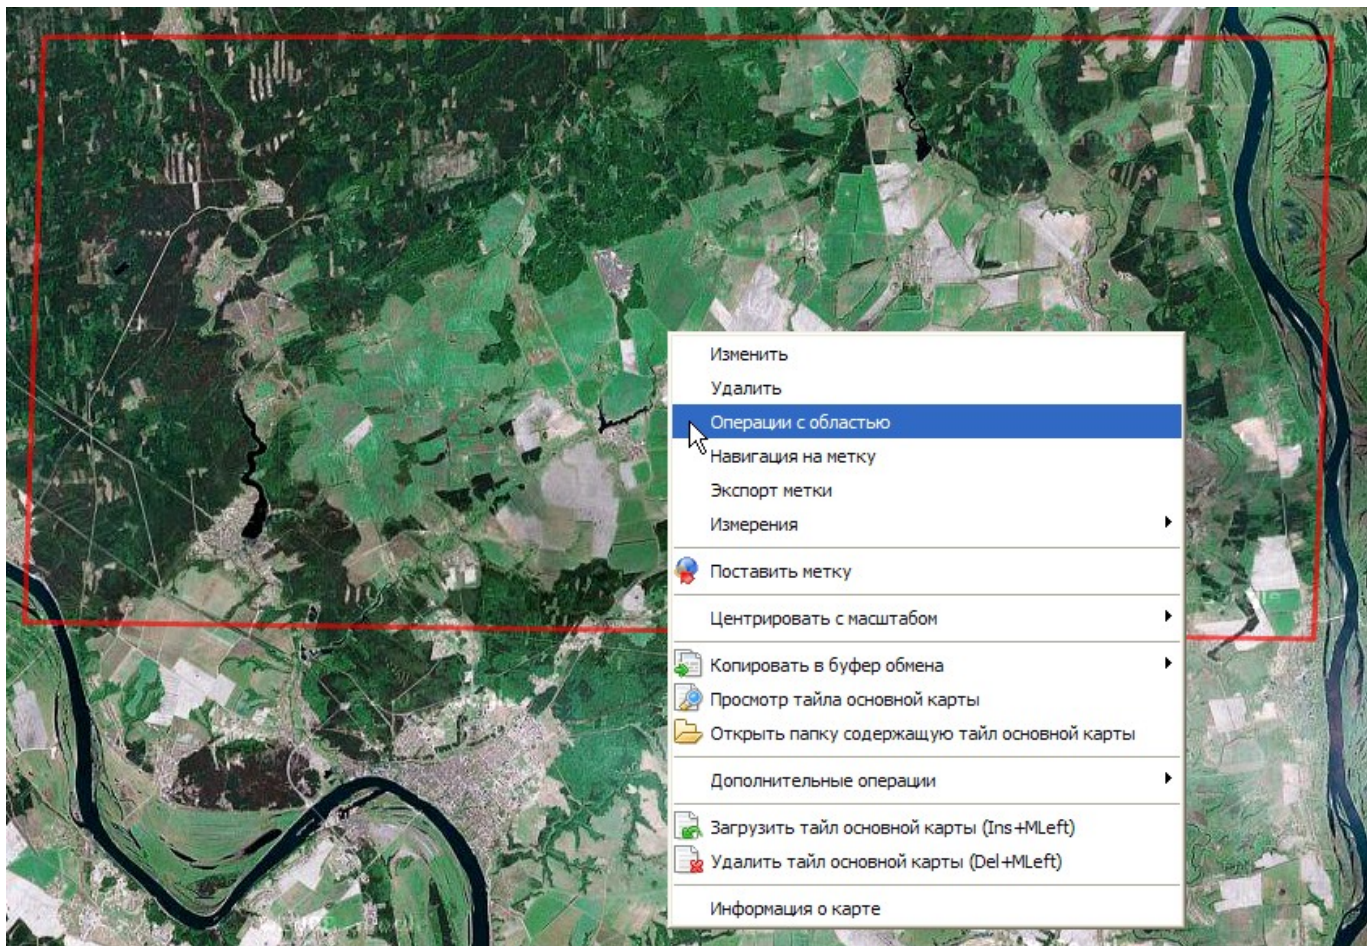 Изменить
Удалить
Операции с областью
Навигация на метку
Экспорт метки
Измерения
Поставить метку
Центрировать с масштабом
Копировать в буфер обмена
Просмотр тайла основной карты
Открыть папку содержащую тайл основной карты
Дополнительные операции
Загрузить тайл основной карты (Ins+MLeft)
Удалить тайл основной карты (Del+MLeft)
Информация о карте